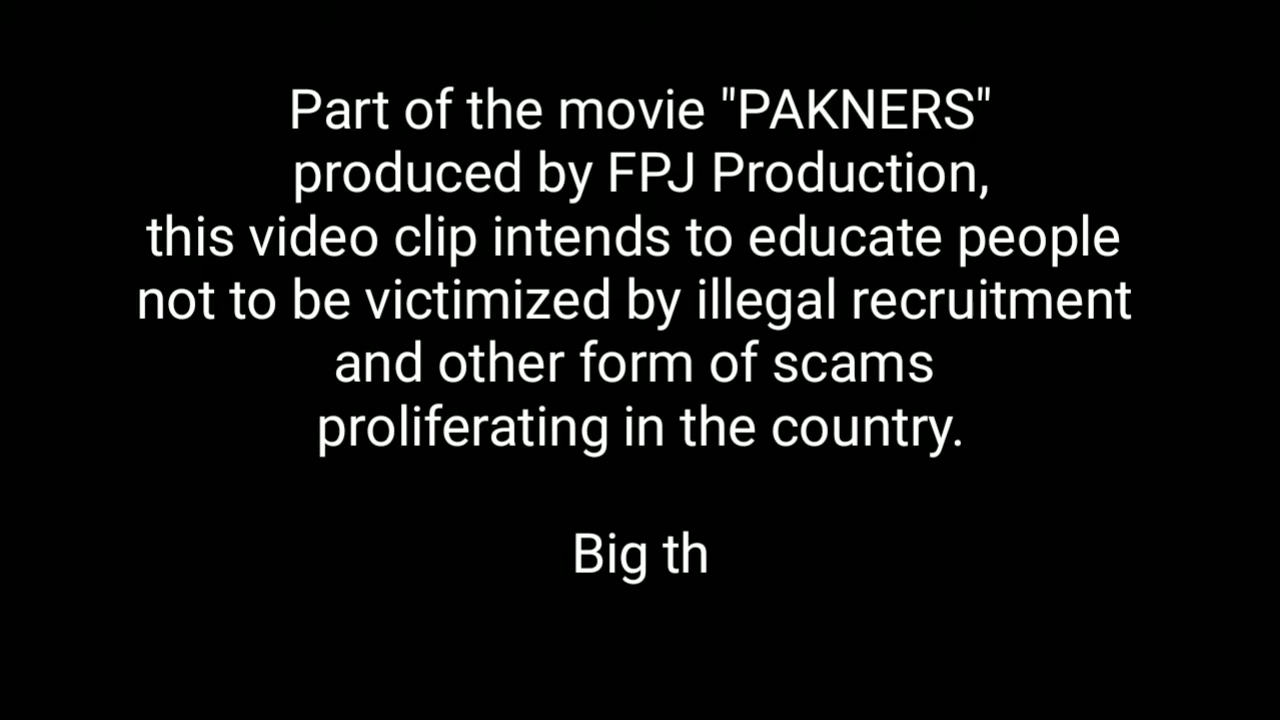 Part of the movie "PAKNERS"
produced by FPJ Production,
this video clip intends to educate people
not to be victimized by illegal recruitment
and other form of scams
proliferating in the country.
Big th